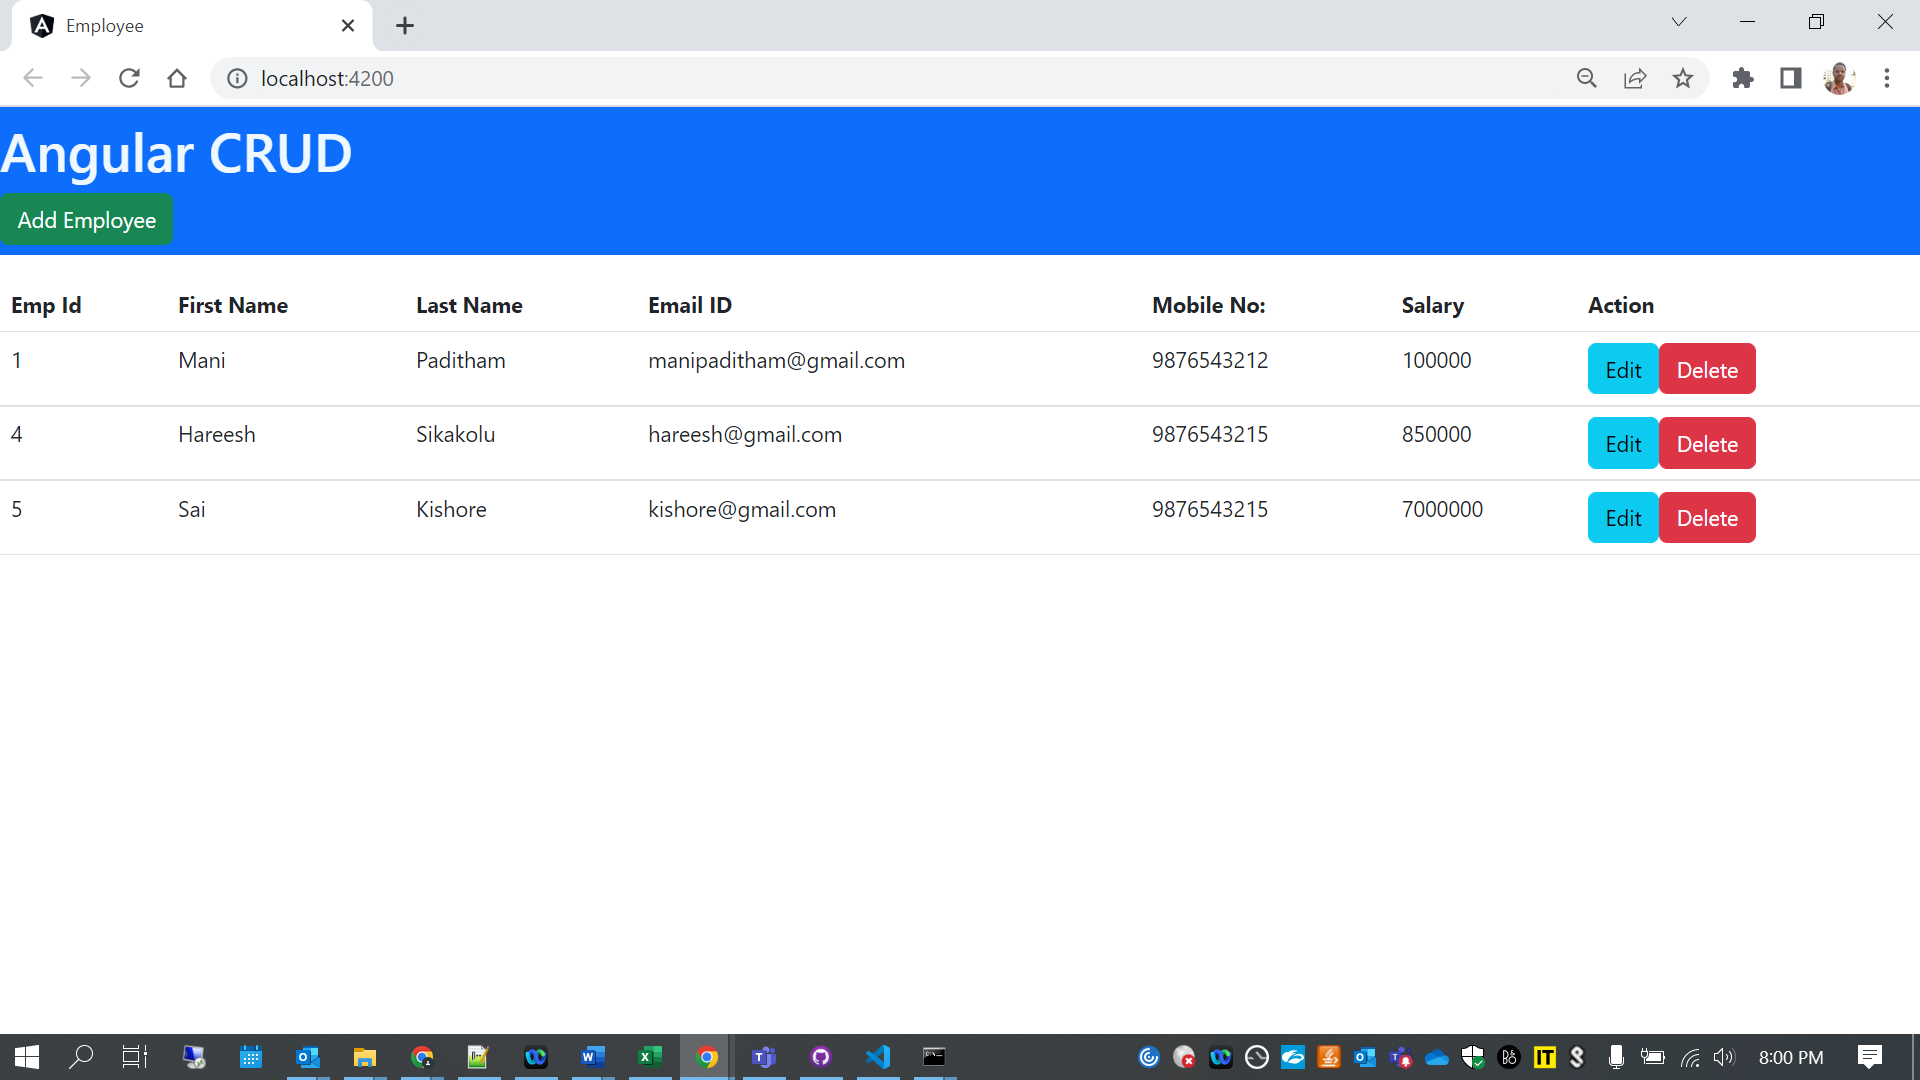 Employee
localhost:4200
Angular CRUD
Add Employee
Emp Id First Name Last Name Email ID Mobile No: Salary Action
1 Mani Paditham manipaditham@gmail.com 9876543212 100000 Edit Delete
4 Hareesh Sikakolu hareesh@gmail.com 9876543215 850000 Edit Delete
5 Sai Kishore kishore@gmail.com 9876543215 7000000 Edit Delete
IT
8:00 PM